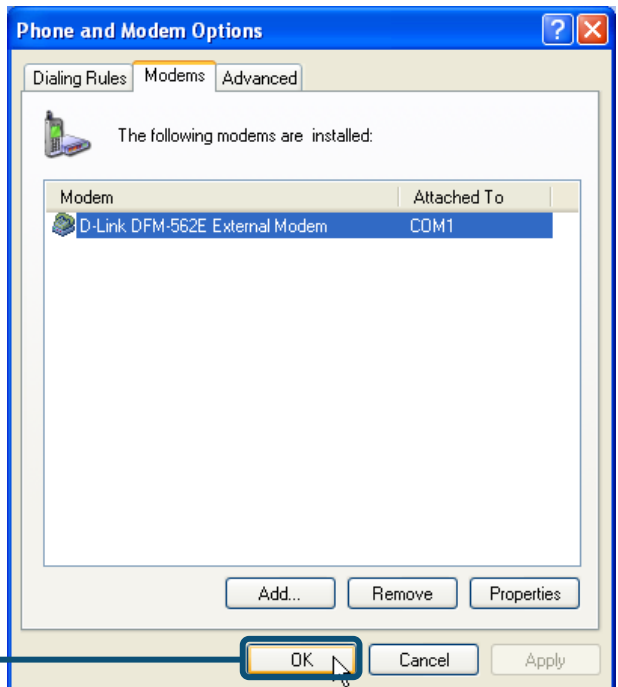 Phone and Modem Options
Dialing Rules Modems Advanced
The following modems are installed:
Modem Attached To
D-Link DFM-562E External Modem COM1
Add... Remove Properties
OK Cancel Apply